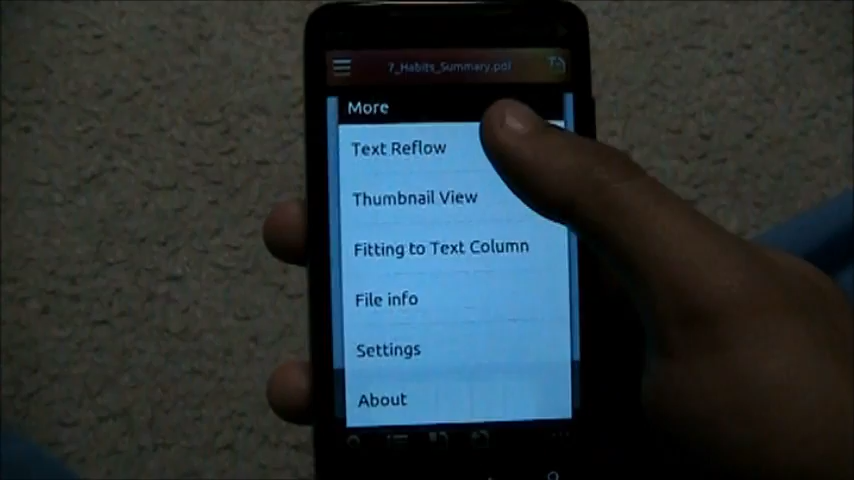 7_Habits_Summary.pdf
More
Text Reflow
Thumbnail View
Fitting to Text Column
File info
Settings
About